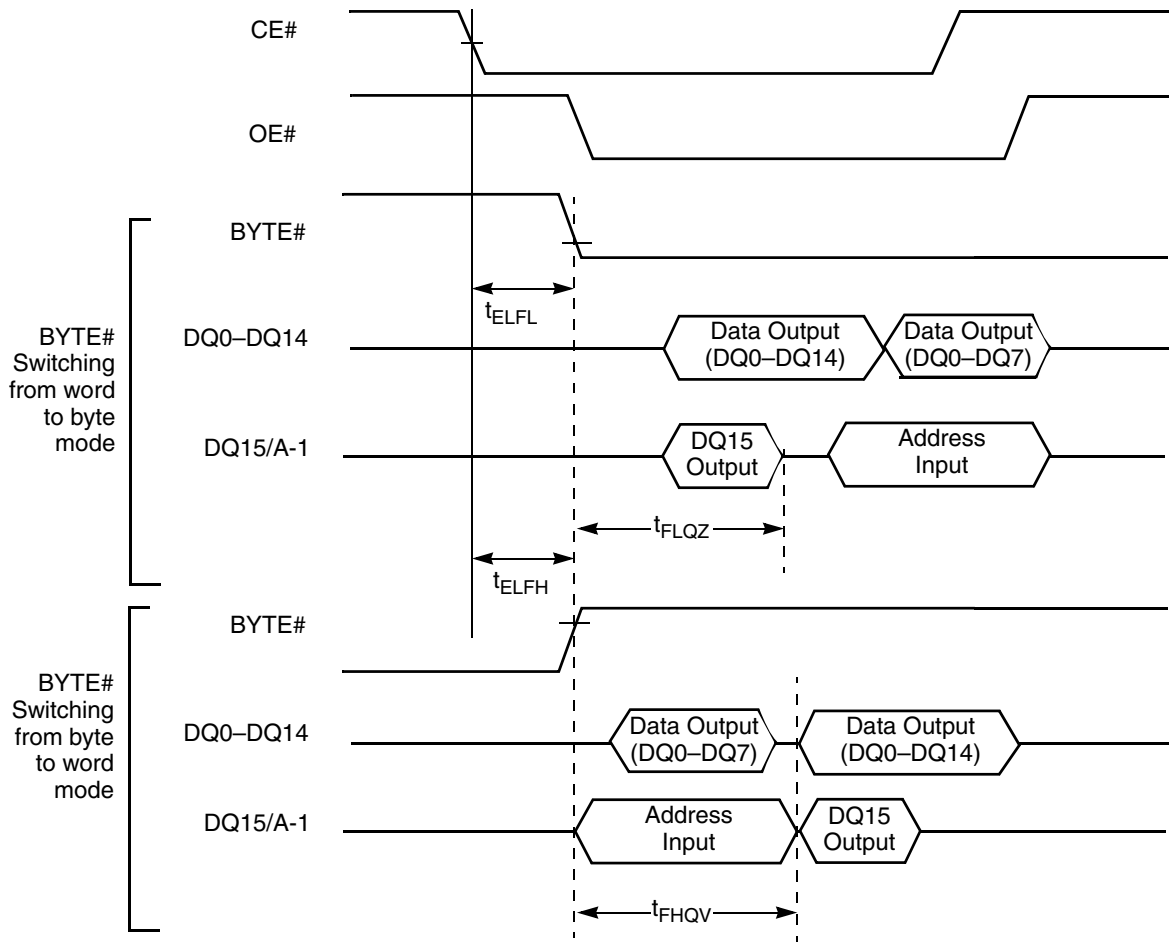 CE#
OE#
BYTE#
tELFL
BYTE#
Switching
from word
to byte
mode
DQ0–DQ14
Data Output
(DQ0–DQ14)
Data Output
(DQ0–DQ7)
DQ15/A-1
DQ15
Output
Address
Input
tFLQZ
tELFH
BYTE#
BYTE#
Switching
from byte
to word
mode
DQ0–DQ14
Data Output
(DQ0–DQ7)
Data Output
(DQ0–DQ14)
DQ15/A-1
Address
Input
DQ15
Output
tFHQV